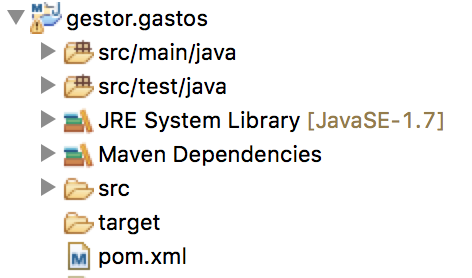 gestor.gastos
src/main/java
src/test/java
JRE System Library [JavaSE-1.7]
Maven Dependencies
src
target
pom.xml